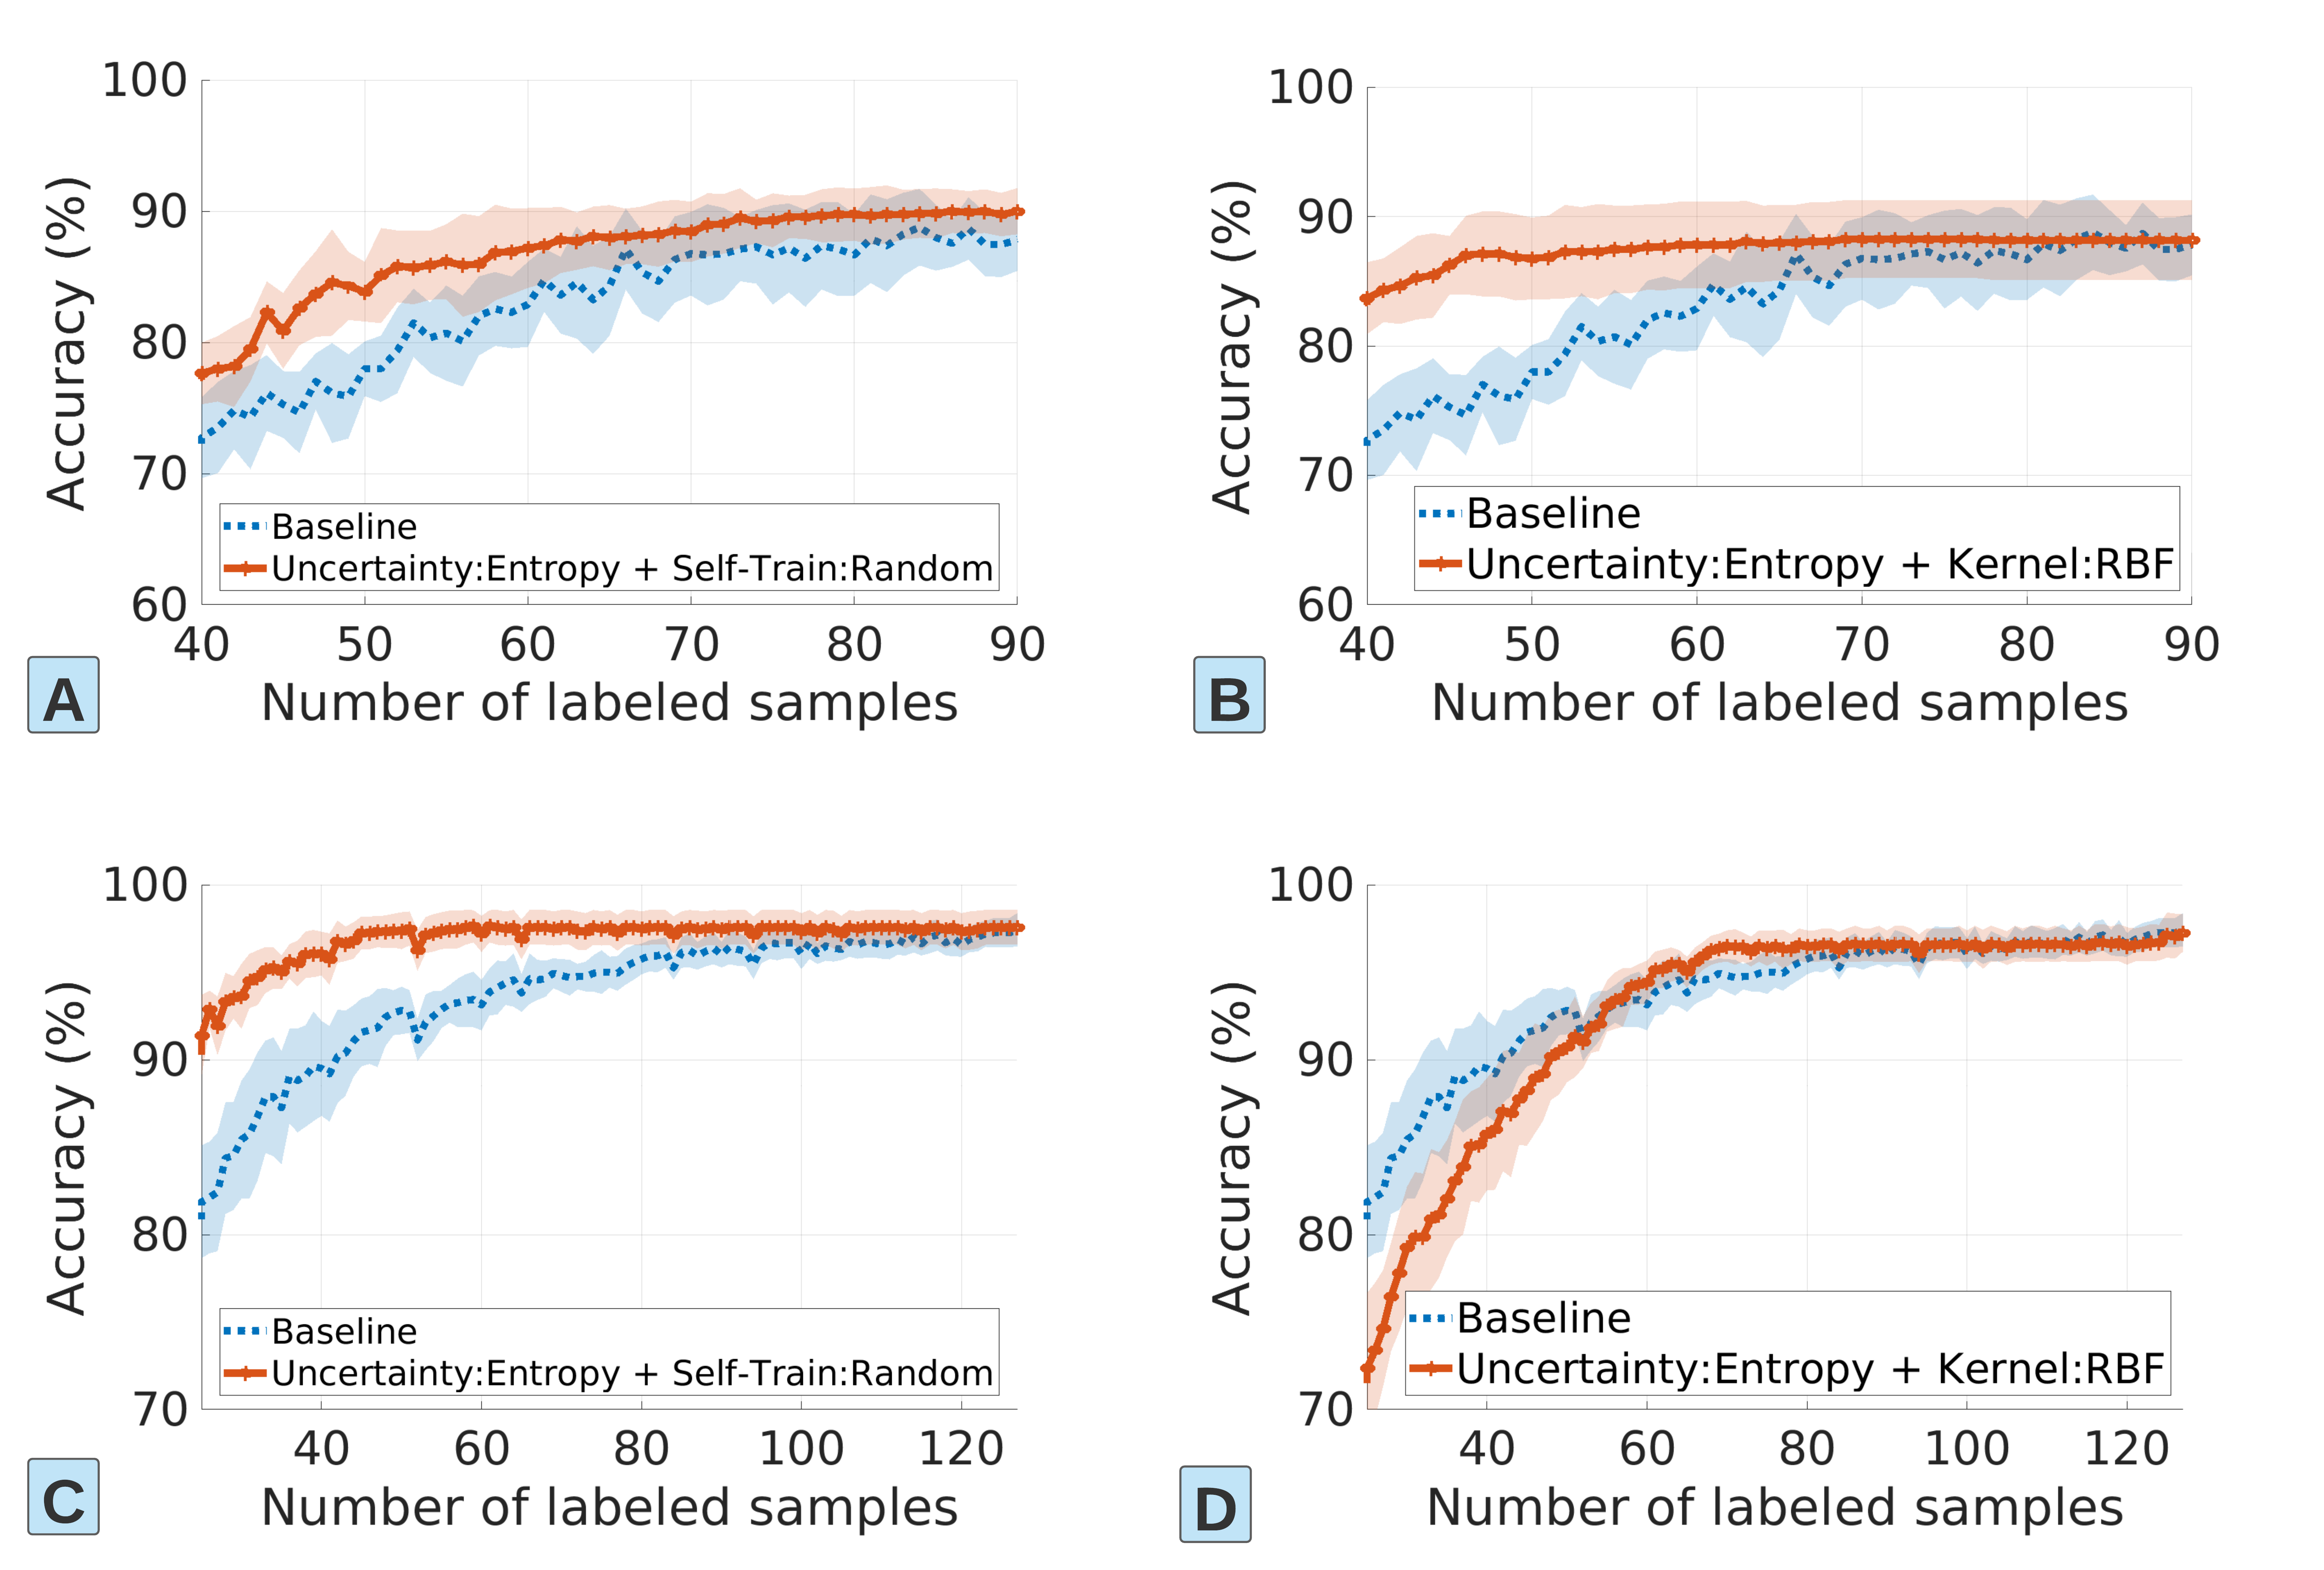 100
90
80
70
60
Accuracy (%)
Baseline
Uncertainty:Entropy + Self-Train:Random
40 50 60 70 80 90
Number of labeled samples
A
100
90
80
70
60
Accuracy (%)
Baseline
Uncertainty:Entropy + Kernel:RBF
40 50 60 70 80 90
Number of labeled samples
B
100
90
80
70
Accuracy (%)
Baseline
Uncertainty:Entropy + Self-Train:Random
40 60 80 100 120
Number of labeled samples
C
100
90
80
70
Accuracy (%)
Baseline
Uncertainty:Entropy + Kernel:RBF
40 60 80 100 120
Number of labeled samples
D